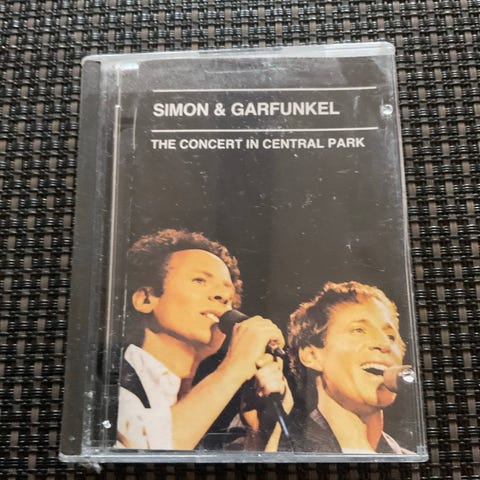 SIMON & GARFUNKEL
THE CONCERT IN CENTRAL PARK